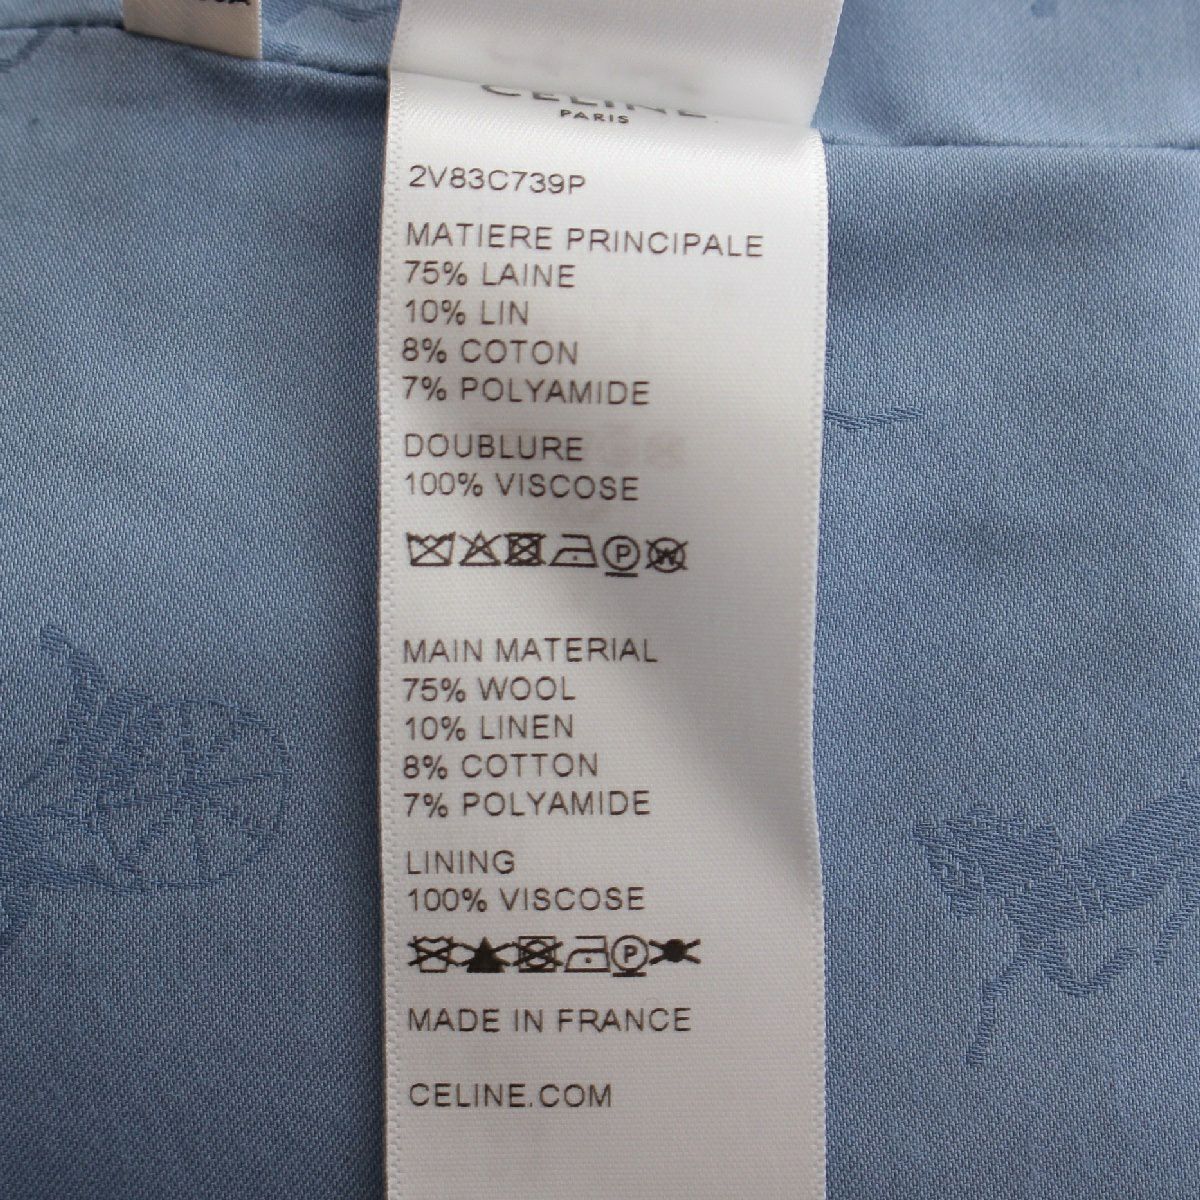 CELINE
PARIS
2V83C739P
MATIERE PRINCIPALE
75% LAINE
10% LIN
8% COTON
7% POLYAMIDE
DOUBLURE
100% VISCOSE
P W
MAIN MATERIAL
75% WOOL
10% LINEN
8% COTTON
7% POLYAMIDE
LINING
100% VISCOSE
P
MADE IN FRANCE
CELINE.COM